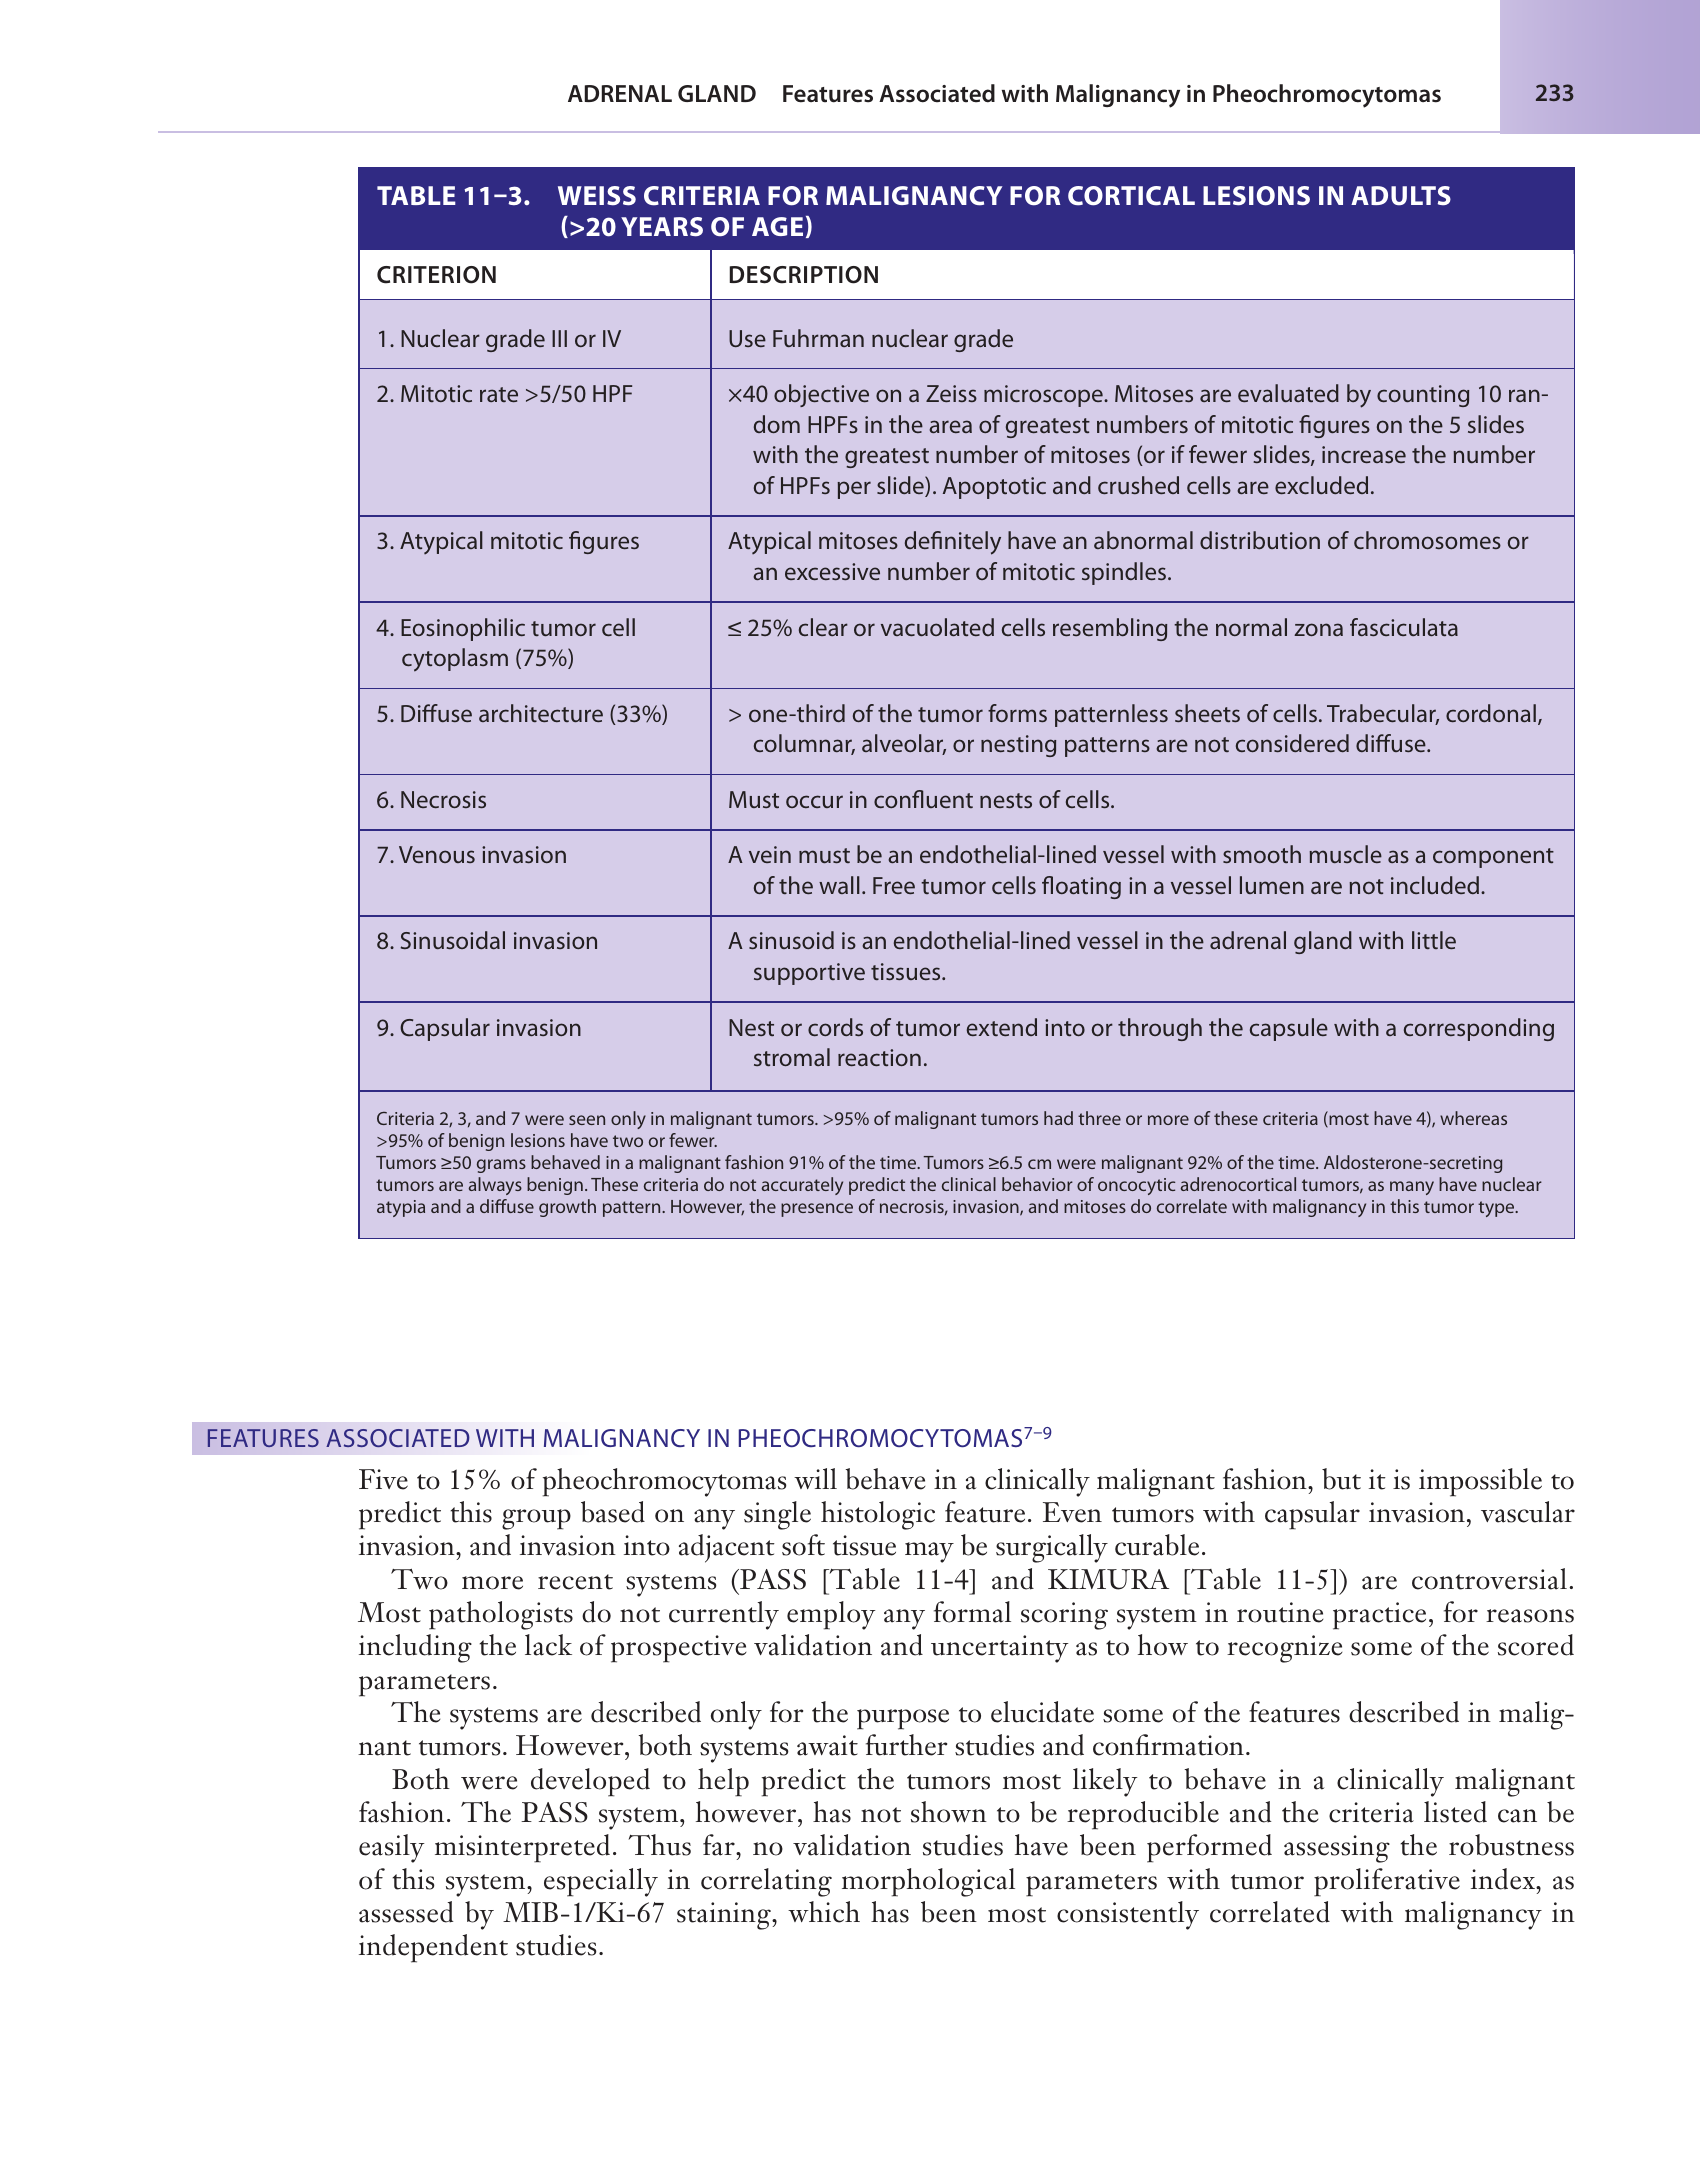 ADRENAL GLAND Features Associated with Malignancy in Pheochromocytomas 233
TABLE 11–3. WEISS CRITERIA FOR MALIGNANCY FOR CORTICAL LESIONS IN ADULTS
(>20 YEARS OF AGE)
CRITERION DESCRIPTION
1. Nuclear grade III or IV Use Fuhrman nuclear grade
2. Mitotic rate >5/50 HPF ×40 objective on a Zeiss microscope. Mitoses are evaluated by counting 10 ran-
dom HPFs in the area of greatest numbers of mitotic figures on the 5 slides
with the greatest number of mitoses (or if fewer slides, increase the number
of HPFs per slide). Apoptotic and crushed cells are excluded.
3. Atypical mitotic figures Atypical mitoses definitely have an abnormal distribution of chromosomes or
an excessive number of mitotic spindles.
4. Eosinophilic tumor cell ≤ 25% clear or vacuolated cells resembling the normal zona fasciculata
cytoplasm (75%)
5. Diffuse architecture (33%) > one-third of the tumor forms patternless sheets of cells. Trabecular, cordonal,
columnar, alveolar, or nesting patterns are not considered diffuse.
6. Necrosis Must occur in confluent nests of cells.
7. Venous invasion A vein must be an endothelial-lined vessel with smooth muscle as a component
of the wall. Free tumor cells floating in a vessel lumen are not included.
8. Sinusoidal invasion A sinusoid is an endothelial-lined vessel in the adrenal gland with little
supportive tissues.
9. Capsular invasion Nest or cords of tumor extend into or through the capsule with a corresponding
stromal reaction.
Criteria 2, 3, and 7 were seen only in malignant tumors. >95% of malignant tumors had three or more of these criteria (most have 4), whereas
>95% of benign lesions have two or fewer.
Tumors ≥50 grams behaved in a malignant fashion 91% of the time. Tumors ≥6.5 cm were malignant 92% of the time. Aldosterone-secreting
tumors are always benign. These criteria do not accurately predict the clinical behavior of oncocytic adrenocortical tumors, as many have nuclear
atypia and a diffuse growth pattern. However, the presence of necrosis, invasion, and mitoses do correlate with malignancy in this tumor type.
FEATURES ASSOCIATED WITH MALIGNANCY IN PHEOCHROMOCYTOMAS7–9
Five to 15% of pheochromocytomas will behave in a clinically malignant fashion, but it is impossible to
predict this group based on any single histologic feature. Even tumors with capsular invasion, vascular
invasion, and invasion into adjacent soft tissue may be surgically curable.
Two more recent systems (PASS [Table 11-4] and KIMURA [Table 11-5]) are controversial.
Most pathologists do not currently employ any formal scoring system in routine practice, for reasons
including the lack of prospective validation and uncertainty as to how to recognize some of the scored
parameters.
The systems are described only for the purpose to elucidate some of the features described in malig-
nant tumors. However, both systems await further studies and confirmation.
Both were developed to help predict the tumors most likely to behave in a clinically malignant
fashion. The PASS system, however, has not shown to be reproducible and the criteria listed can be
easily misinterpreted. Thus far, no validation studies have been performed assessing the robustness
of this system, especially in correlating morphological parameters with tumor proliferative index, as
assessed by MIB-1/Ki-67 staining, which has been most consistently correlated with malignancy in
independent studies.